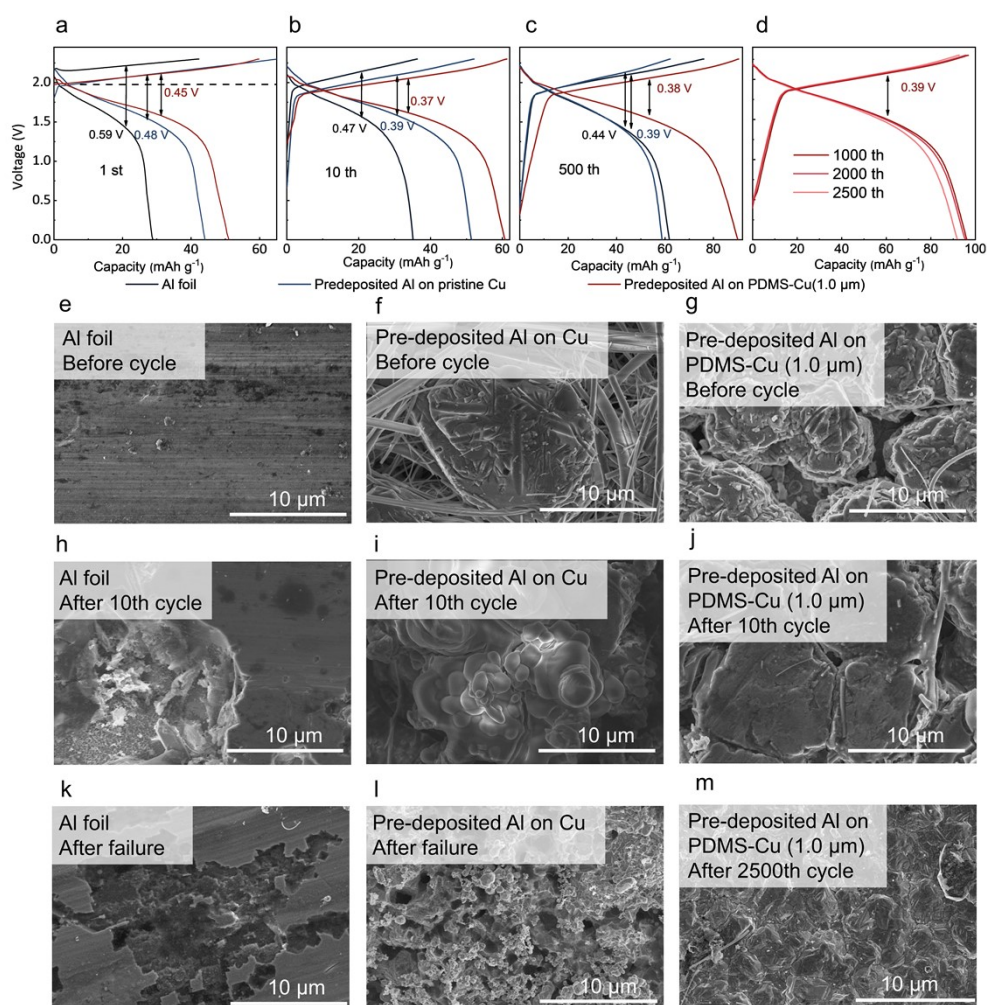 a
b
c
d
Voltage (V)
2.0
1.5
1.0
0.5
0.0
0.45 V
0.59 V
0.48 V
1 st
0 20 40 60
Capacity (mAh g⁻¹)
0.37 V
0.47 V
0.39 V
10 th
0 10 20 30 40 50 60
Capacity (mAh g⁻¹)
0.38 V
0.44 V
0.39 V
500 th
0 20 40 60 80
Capacity (mAh g⁻¹)
0.39 V
1000 th
2000 th
2500 th
0 20 40 60 80 100
Capacity (mAh g⁻¹)
Al foil
Predeposited Al on pristine Cu
Predeposited Al on PDMS-Cu(1.0 μm)
e
Al foil
Before cycle
10 μm
f
Pre-deposited Al on Cu
Before cycle
10 μm
g
Pre-deposited Al on
PDMS-Cu (1.0 μm)
Before cycle
10 μm
h
Al foil
After 10th cycle
10 μm
i
Pre-deposited Al on Cu
After 10th cycle
10 μm
j
Pre-deposited Al on
PDMS-Cu (1.0 μm)
After 10th cycle
10 μm
k
Al foil
After failure
10 μm
l
Pre-deposited Al on Cu
After failure
10 μm
m
Pre-deposited Al on
PDMS-Cu (1.0 μm)
After 2500th cycle
10 μm